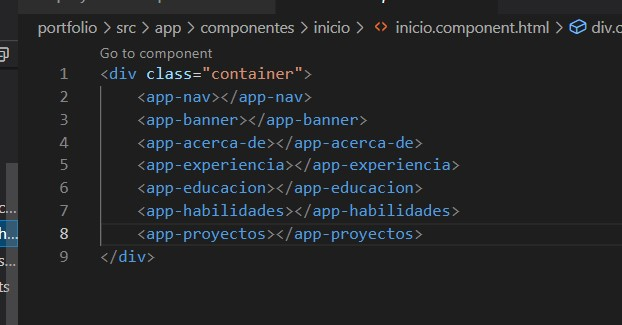 portfolio > src > app > componentes > inicio > <> inicio.component.html > div.c
Go to component
1 <div class="container">
2 <app-nav></app-nav>
3 <app-banner></app-banner>
4 <app-acerca-de></app-acerca-de>
5 <app-experiencia></app-experiencia>
6 <app-educacion></app-educacion>
7 <app-habilidades></app-habilidades>
8 <app-proyectos></app-proyectos>
9 </div>
c...
h...
s...
ts